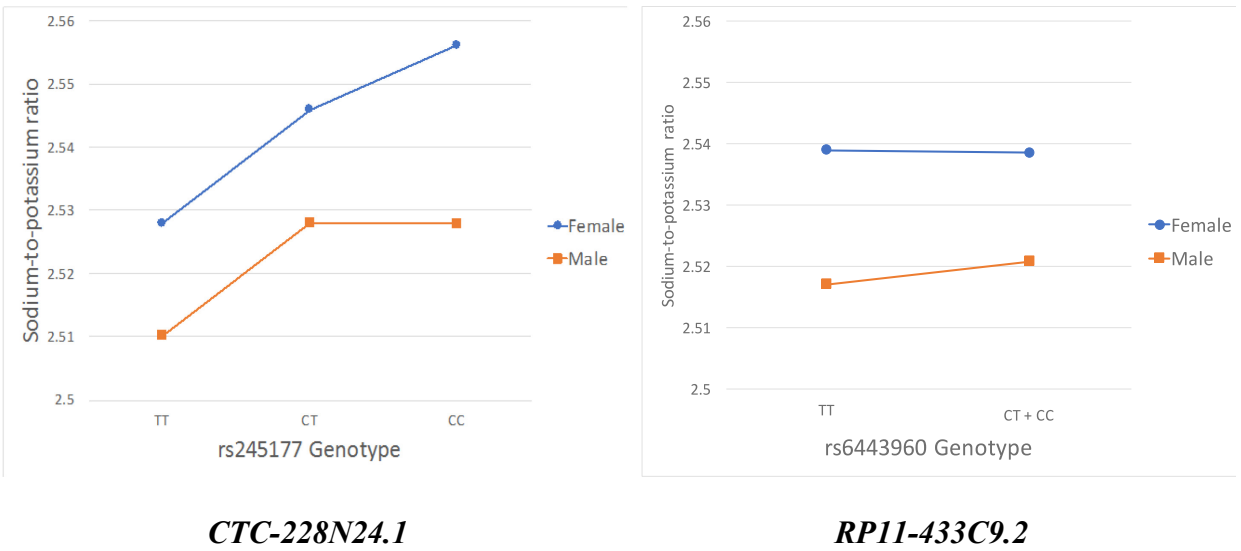 2.56
2.55
2.54
2.53
2.52
2.51
2.5
Sodium-to-potassium ratio
TT
CT
CC
rs245177 Genotype
Female
Male
CTC-228N24.1
2.56
2.55
2.54
2.53
2.52
2.51
2.5
Sodium-to-potassium ratio
TT
CT + CC
rs6443960 Genotype
Female
Male
RP11-433C9.2